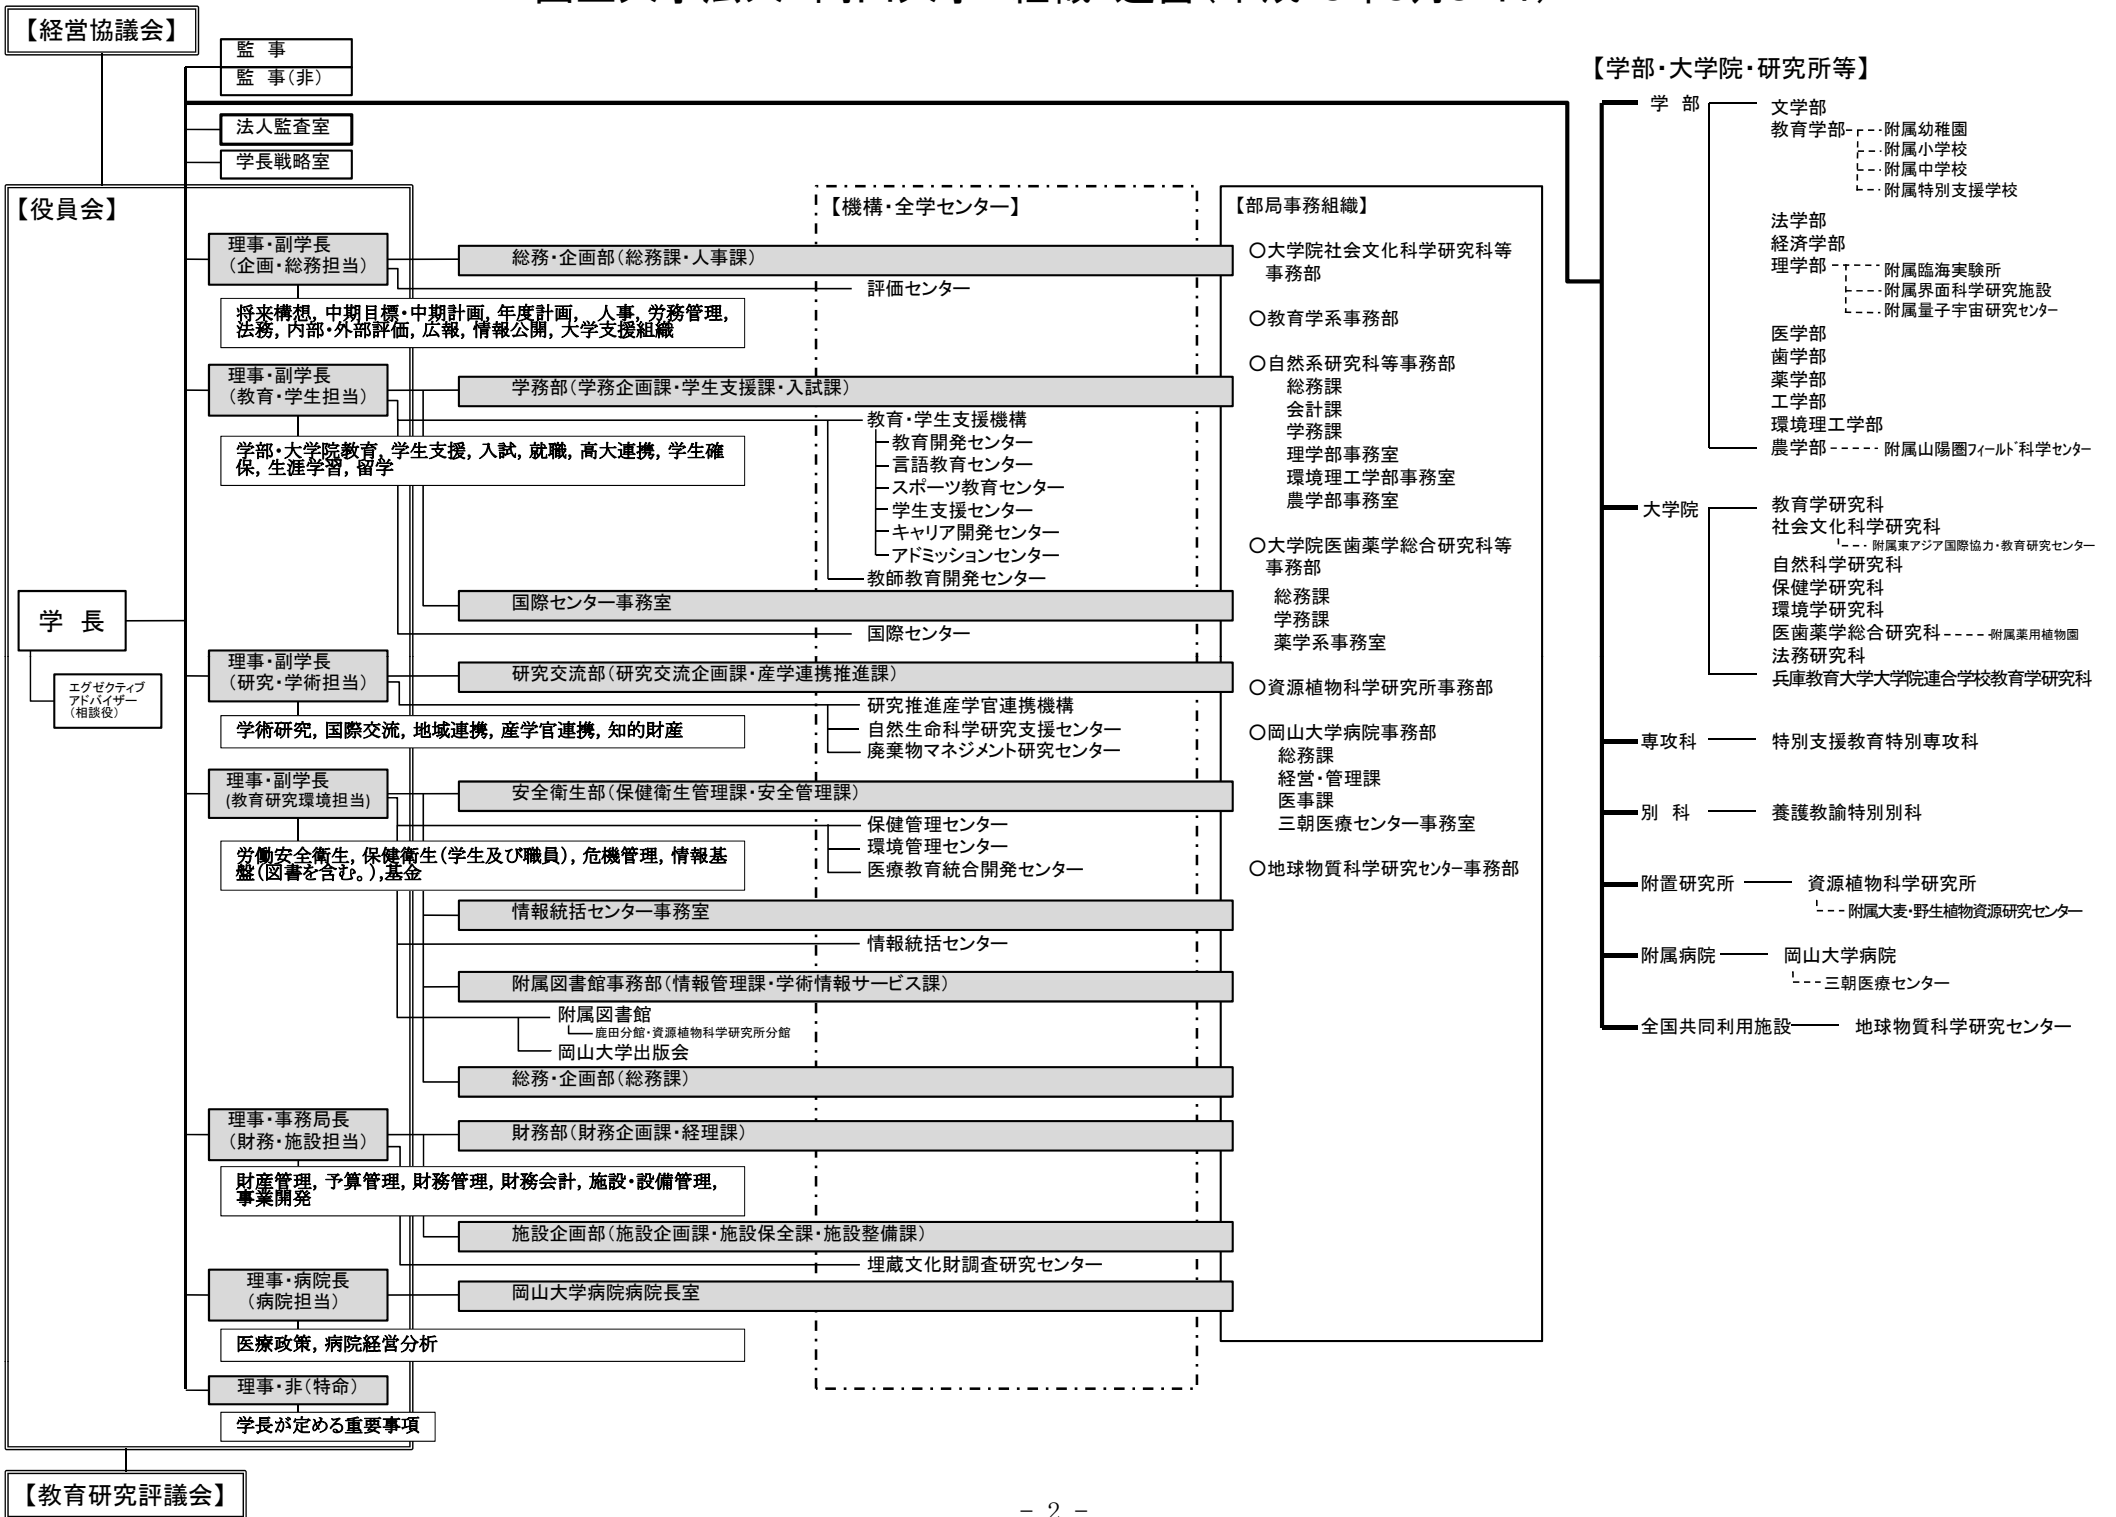 【経営協議会】
監 事
監 事(非)
法人監査室
学長戦略室
【役員会】
学 長
エグゼクティブ
アドバイザー
(相談役)
理事・副学長
(企画・総務担当)
将来構想, 中期目標・中期計画, 年度計画, 人事, 労務管理,
法務, 内部・外部評価, 広報, 情報公開, 大学支援組織
理事・副学長
(教育・学生担当)
学部・大学院教育, 学生支援, 入試, 就職, 高大連携, 学生確
保, 生涯学習, 留学
理事・副学長
(研究・学術担当)
学術研究, 国際交流, 地域連携, 産学官連携, 知的財産
理事・副学長
(教育研究環境担当)
労働安全衛生, 保健衛生(学生及び職員), 危機管理, 情報基
盤(図書を含む。),基金
理事・事務局長
(財務・施設担当)
財産管理, 予算管理, 財務管理, 財務会計, 施設・設備管理,
事業開発
理事・病院長
(病院担当)
医療政策, 病院経営分析
理事・非(特命)
学長が定める重要事項
【教育研究評議会】
【機構・全学センター】
総務・企画部(総務課・人事課)
評価センター
学務部(学務企画課・学生支援課・入試課)
教育・学生支援機構
教育開発センター
言語教育センター
スポーツ教育センター
学生支援センター
キャリア開発センター
アドミッションセンター
教師教育開発センター
国際センター事務室
国際センター
研究交流部(研究交流企画課・産学連携推進課)
研究推進産学官連携機構
自然生命科学研究支援センター
廃棄物マネジメント研究センター
安全衛生部(保健衛生管理課・安全管理課)
保健管理センター
環境管理センター
医療教育統合開発センター
情報統括センター事務室
情報統括センター
附属図書館事務部(情報管理課・学術情報サービス課)
附属図書館
鹿田分館・資源植物科学研究所分館
岡山大学出版会
総務・企画部(総務課)
財務部(財務企画課・経理課)
施設企画部(施設企画課・施設保全課・施設整備課)
埋蔵文化財調査研究センター
岡山大学病院病院長室
【部局事務組織】
○大学院社会文化科学研究科等
事務部
○教育学系事務部
○自然系研究科等事務部
総務課
会計課
学務課
理学部事務室
環境理工学部事務室
農学部事務室
○大学院医歯薬学総合研究科等
事務部
総務課
学務課
薬学系事務室
○資源植物科学研究所事務部
○岡山大学病院事務部
総務課
経営・管理課
医事課
三朝医療センター事務室
○地球物質科学研究センター事務部
【学部・大学院・研究所等】
学 部
文学部
教育学部
附属幼稚園
附属小学校
附属中学校
附属特別支援学校
法学部
経済学部
理学部
附属臨海実験所
附属界面科学研究施設
附属量子宇宙研究センター
医学部
歯学部
薬学部
工学部
環境理工学部
農学部
附属山陽圏フィールド科学センター
大学院
教育学研究科
社会文化科学研究科
附属東アジア国際協力・教育研究センター
自然科学研究科
保健学研究科
環境学研究科
医歯薬学総合研究科
附属薬用植物園
法務研究科
兵庫教育大学大学院連合学校教育学研究科
専攻科
特別支援教育特別専攻科
別 科
養護教諭特別別科
附置研究所
資源植物科学研究所
附属大麦・野生植物資源研究センター
附属病院
岡山大学病院
三朝医療センター
全国共同利用施設
地球物質科学研究センター
- 2 -